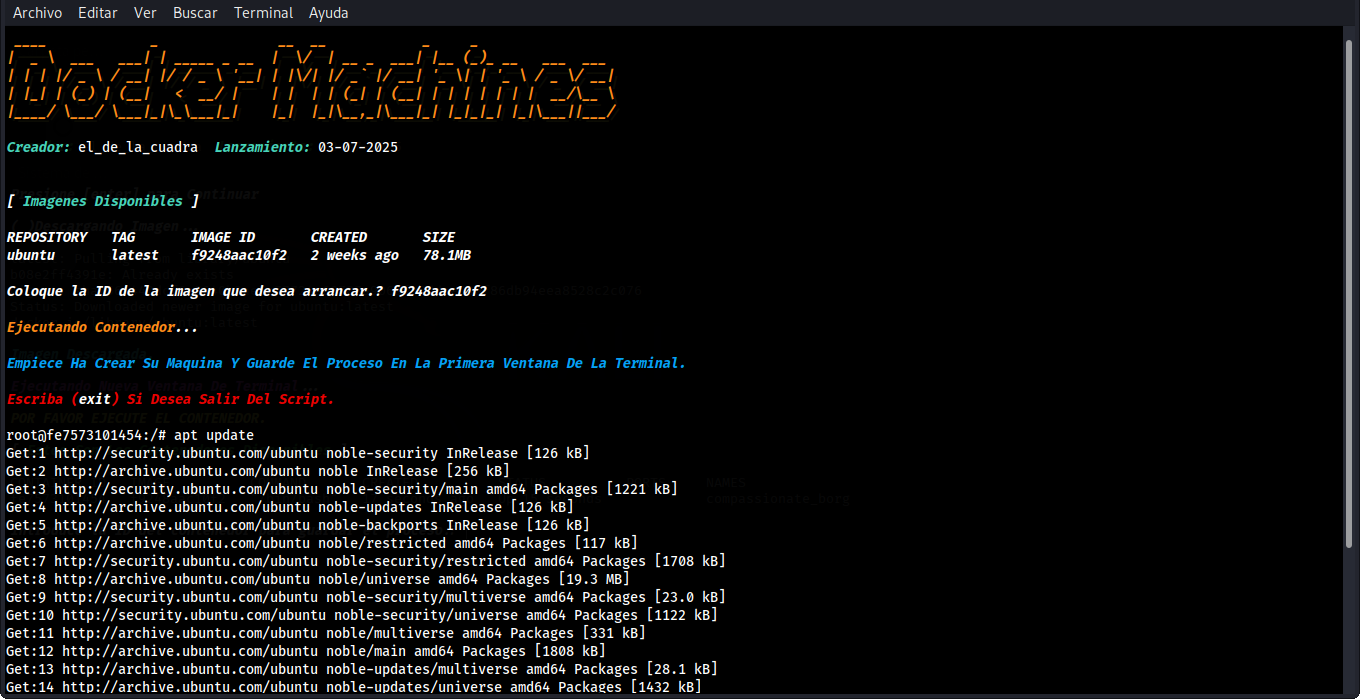 Archivo Editar Ver Buscar Terminal Ayuda
Docker Machines
Creador: el_de_la_cuadra Lanzamiento: 03-07-2025
[ Imagenes Disponibles ]
REPOSITORY TAG IMAGE ID CREATED SIZE
ubuntu latest f9248aac10f2 2 weeks ago 78.1MB
Coloque la ID de la imagen que desea arrancar.? f9248aac10f2
Ejecutando Contenedor...
Empiece Ha Crear Su Maquina Y Guarde El Proceso En La Primera Ventana De La Terminal.
Escriba (exit) Si Desea Salir Del Script.
POR FAVOR EJECUTE EL CONTENEDOR.
root@fe7573101454:/# apt update
Get:1 http://security.ubuntu.com/ubuntu noble-security InRelease [126 kB]
Get:2 http://archive.ubuntu.com/ubuntu noble InRelease [256 kB]
Get:3 http://security.ubuntu.com/ubuntu noble-security/main amd64 Packages [1221 kB]
NAMES
Get:4 http://archive.ubuntu.com/ubuntu noble-updates InRelease [126 kB]
Get:5 http://archive.ubuntu.com/ubuntu noble-backports InRelease [126 kB]
Get:6 http://archive.ubuntu.com/ubuntu noble/restricted amd64 Packages [117 kB]
Get:7 http://security.ubuntu.com/ubuntu noble-security/restricted amd64 Packages [1708 kB]
Get:8 http://archive.ubuntu.com/ubuntu noble/universe amd64 Packages [19.3 MB]
Get:9 http://security.ubuntu.com/ubuntu noble-security/multiverse amd64 Packages [23.0 kB]
Get:10 http://security.ubuntu.com/ubuntu noble-security/universe amd64 Packages [1122 kB]
Get:11 http://archive.ubuntu.com/ubuntu noble/multiverse amd64 Packages [331 kB]
Get:12 http://archive.ubuntu.com/ubuntu noble/main amd64 Packages [1808 kB]
Get:13 http://archive.ubuntu.com/ubuntu noble-updates/multiverse amd64 Packages [28.1 kB]
Get:14 http://archive.ubuntu.com/ubuntu noble-updates/universe amd64 Packages [1432 kB]